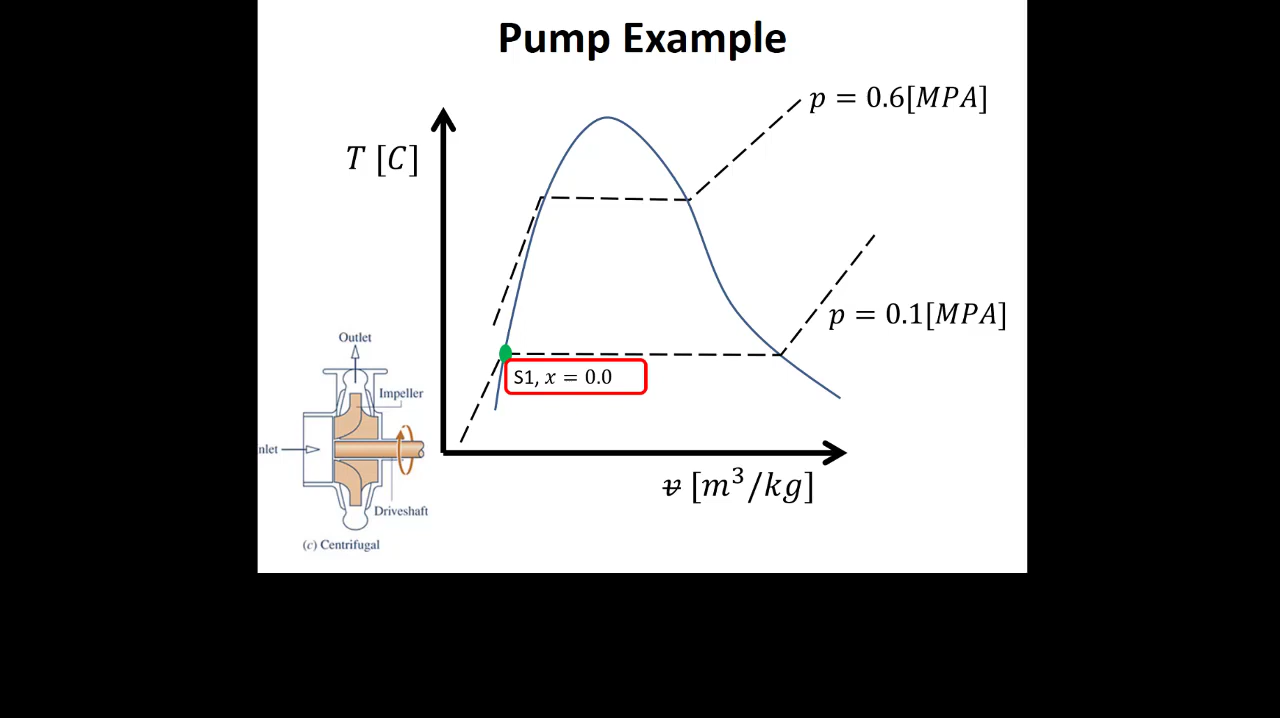 Pump Example
p = 0.6[MPA]
T [C]
p = 0.1[MPA]
Outlet
S1, x = 0.0
Impeller
nlet
v̶ [m³/kg]
Driveshaft
(c) Centrifugal